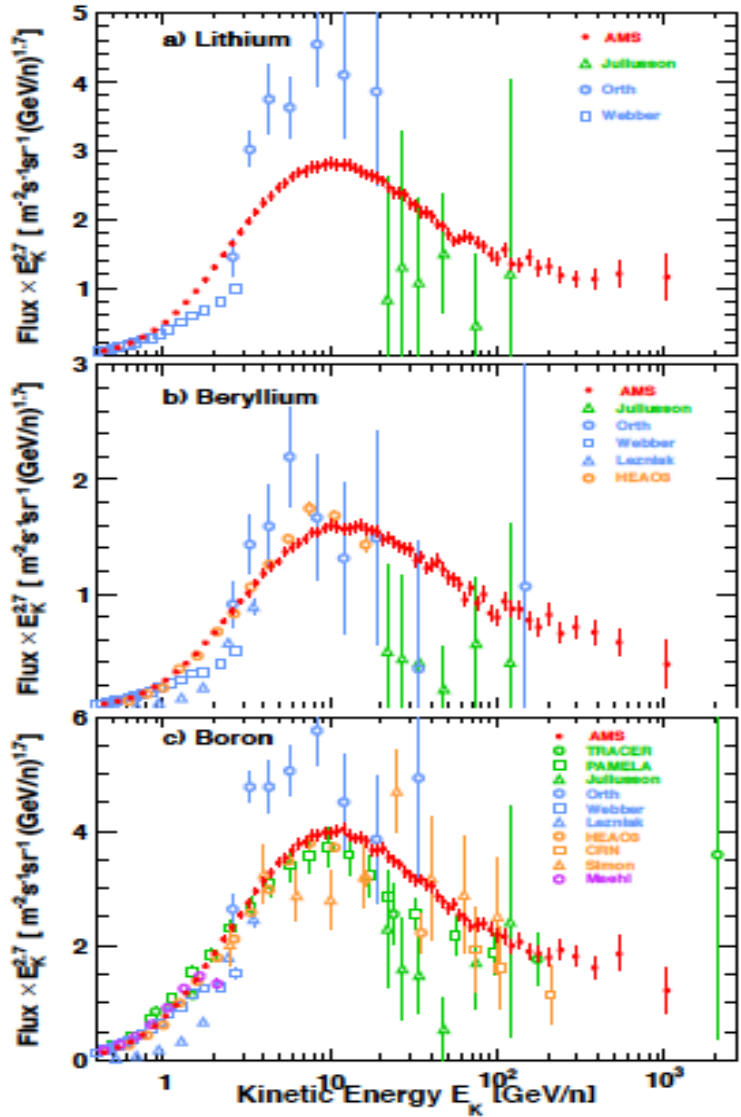 a) Lithium
AMS
Juliusson
Orth
Webber
5
4
3
2
1
Flux × E_K^2.7 [ m^-2s^-1sr^-1(GeV/n)^1.7]
b) Beryllium
AMS
Juliusson
Orth
Webber
Lezniak
HEAO3
3
2
1
Flux × E_K^2.7 [ m^-2s^-1sr^-1(GeV/n)^1.7]
c) Boron
AMS
TRACER
PAMELA
Juliusson
Orth
Webber
Lezniak
HEAO3
CRN
Simon
Maehl
6
4
2
0
Flux × E_K^2.7 [ m^-2s^-1sr^-1(GeV/n)^1.7]
1 10 10^2 10^3
Kinetic Energy E_K [GeV/n]